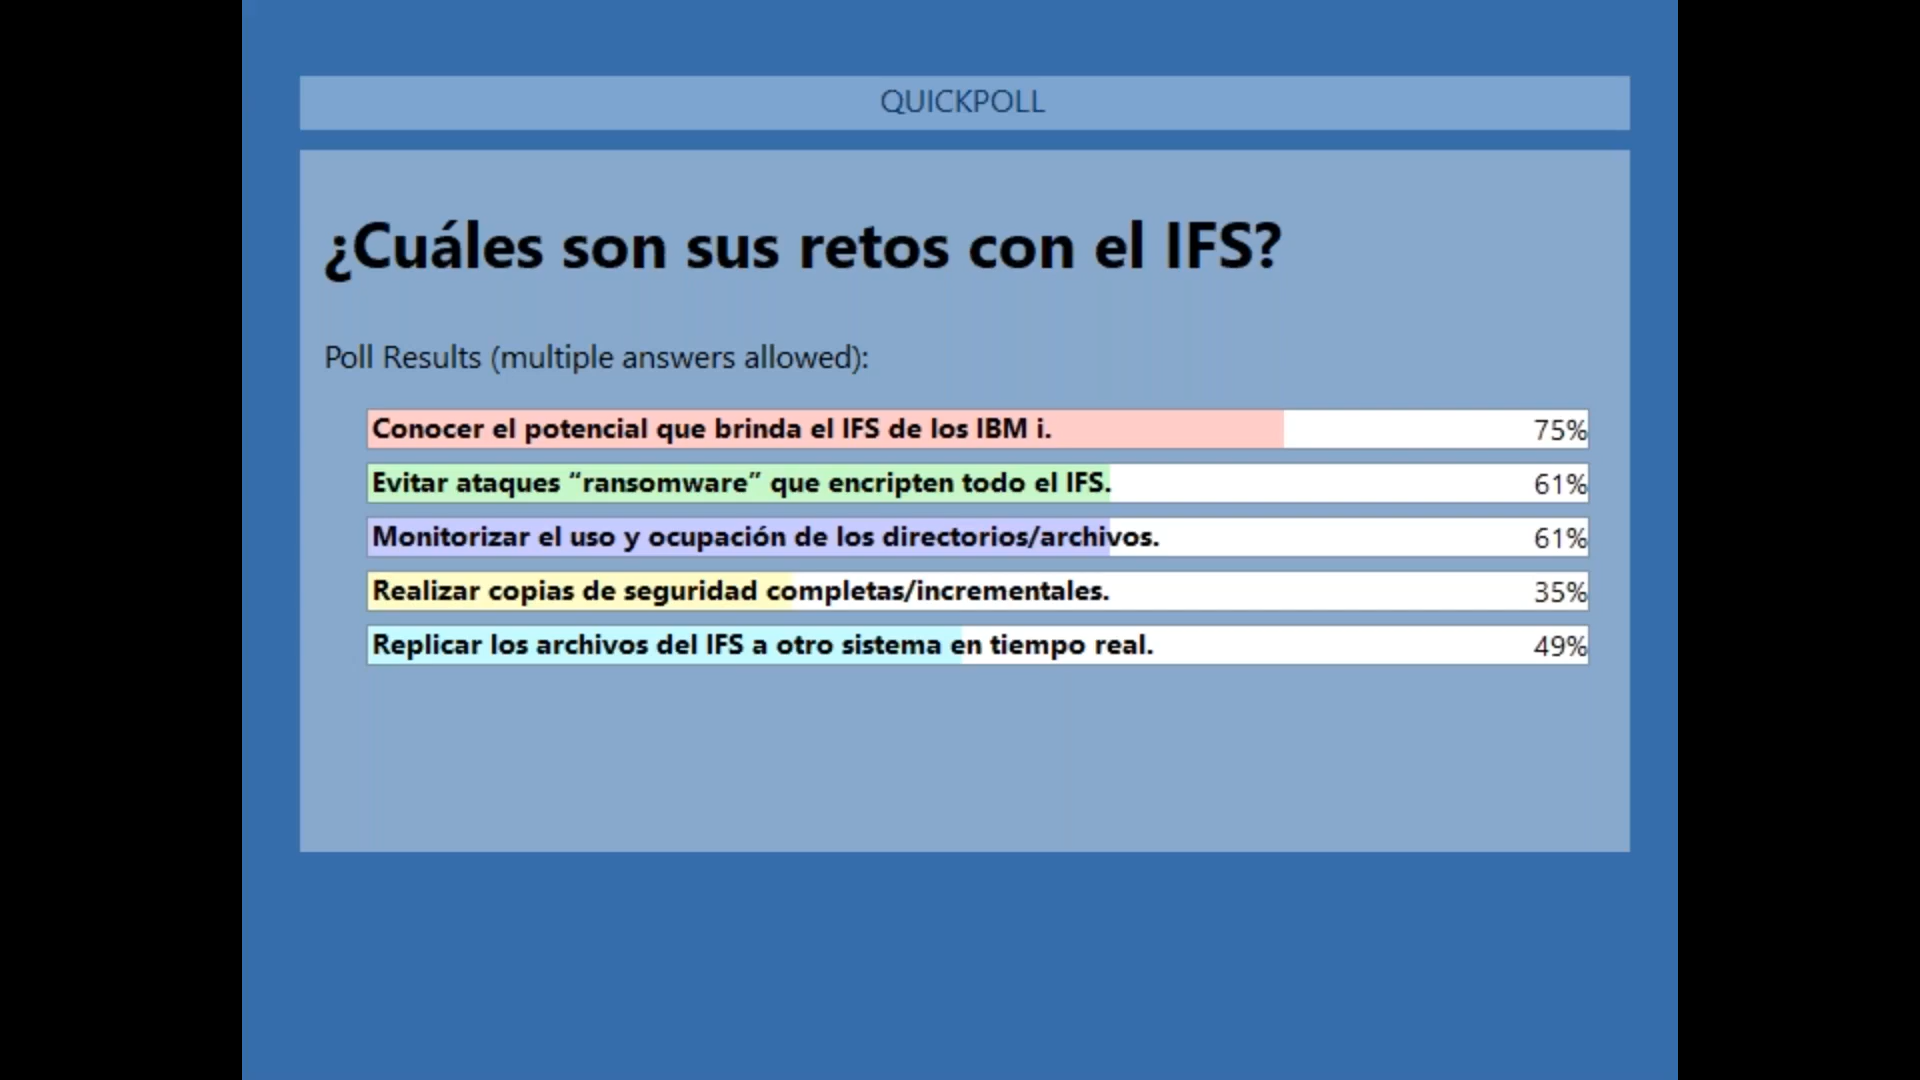 QUICKPOLL
¿Cuáles son sus retos con el IFS?
Poll Results (multiple answers allowed):
Conocer el potencial que brinda el IFS de los IBM i. 75%
Evitar ataques “ransomware” que encripten todo el IFS. 61%
Monitorizar el uso y ocupación de los directorios/archivos. 61%
Realizar copias de seguridad completas/incrementales. 35%
Replicar los archivos del IFS a otro sistema en tiempo real. 49%